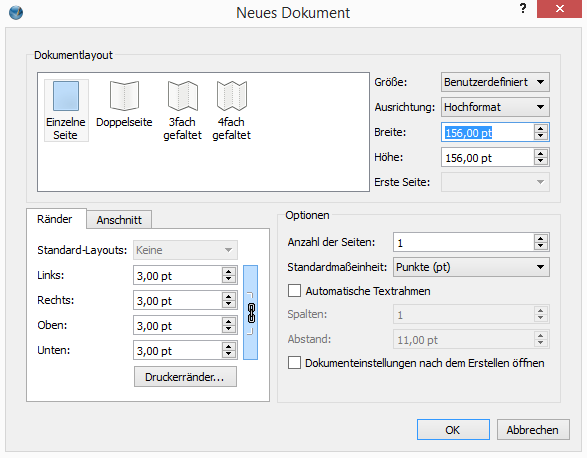 Neues Dokument
?
Dokumentlayout
Einzelne
Seite
Doppelseite
3fach
gefaltet
4fach
gefaltet
Größe: Benutzerdefiniert
Ausrichtung: Hochformat
Breite: 156,00 pt
Höhe: 156,00 pt
Erste Seite:
Ränder Anschnitt
Standard-Layouts: Keine
Links: 3,00 pt
Rechts: 3,00 pt
Oben: 3,00 pt
Unten: 3,00 pt
Druckerränder...
Optionen
Anzahl der Seiten: 1
Standardmaßeinheit: Punkte (pt)
Automatische Textrahmen
Spalten: 1
Abstand: 11,00 pt
Dokumenteinstellungen nach dem Erstellen öffnen
OK Abbrechen